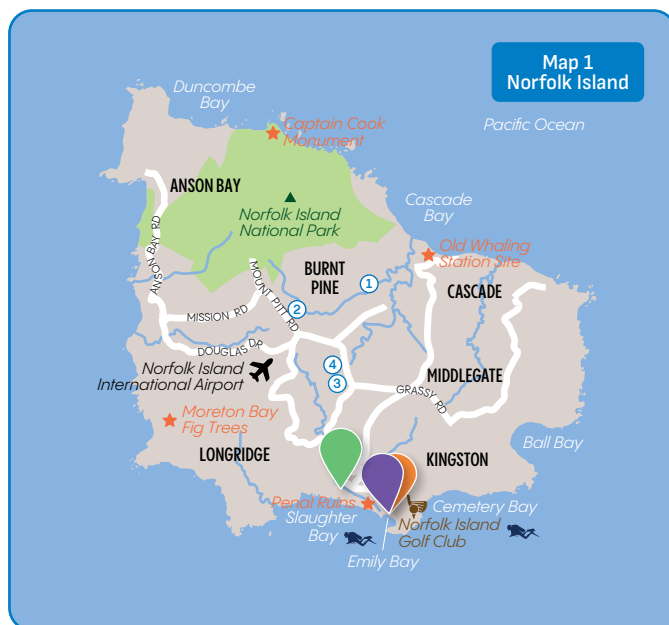 Map 1
Norfolk Island
Duncombe
Bay
Captain Cook
Monument
Pacific Ocean
ANSON BAY
Norfolk Island
National Park
Cascade
Bay
ANSON BAY RD
Old Whaling
Station Site
BURNT
PINE
1
CASCADE
MOUNT PITT RD
2
MISSION RD
DOUGLAS DR
Norfolk Island
International Airport
4
3
MIDDLEGATE
GRASSY RD
Moreton Bay
Fig Trees
LONGRIDGE
Ball Bay
KINGSTON
Penal Ruins
Slaughter
Bay
Cemetery Bay
Norfolk Island
Golf Club
Emily Bay